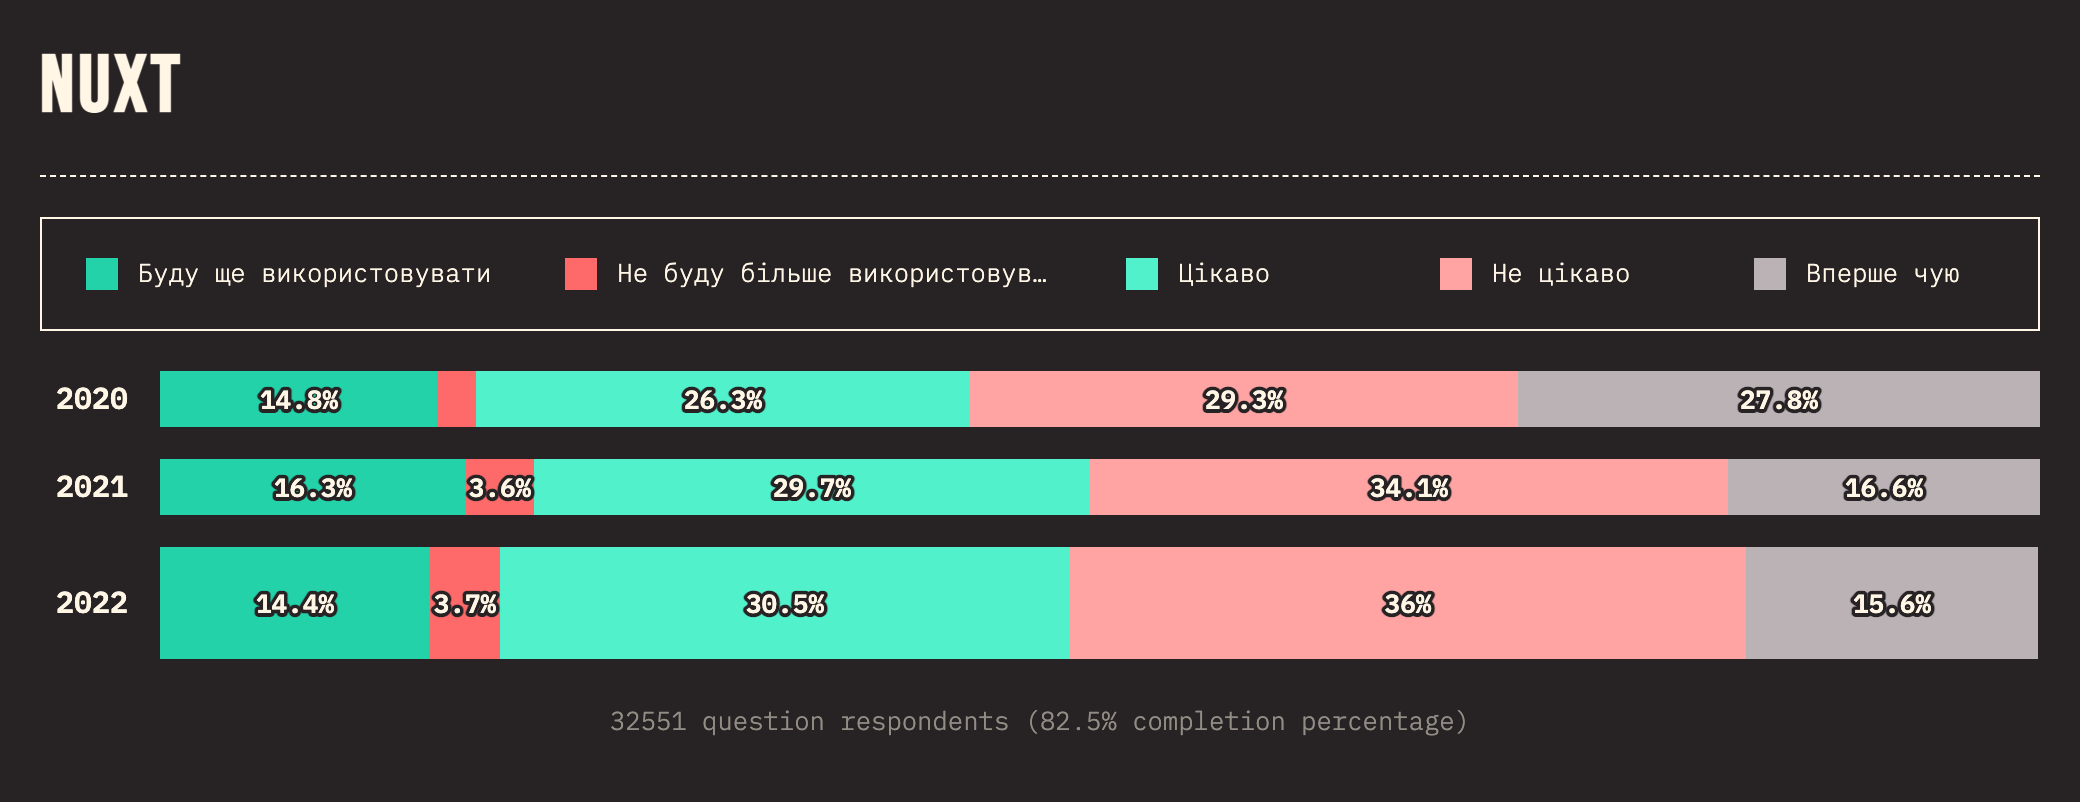 NUXT
Буду ще використовувати Не буду більше використовув… Цікаво Не цікаво Вперше чую
2020 14.8% 26.3% 29.3% 27.8%
2021 16.3% 3.6% 29.7% 34.1% 16.6%
2022 14.4% 3.7% 30.5% 36% 15.6%
32551 question respondents (82.5% completion percentage)